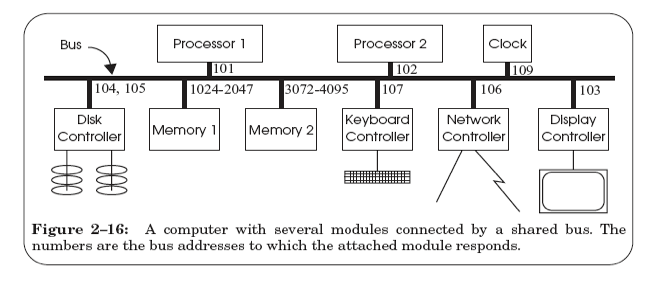 Bus
Processor 1
Processor 2
Clock
101
102
109
104, 105
1024-2047
3072-4095
107
106
103
Disk
Controller
Memory 1
Memory 2
Keyboard
Controller
Network
Controller
Display
Controller
Figure 2–16: A computer with several modules connected by a shared bus. The
numbers are the bus addresses to which the attached module responds.